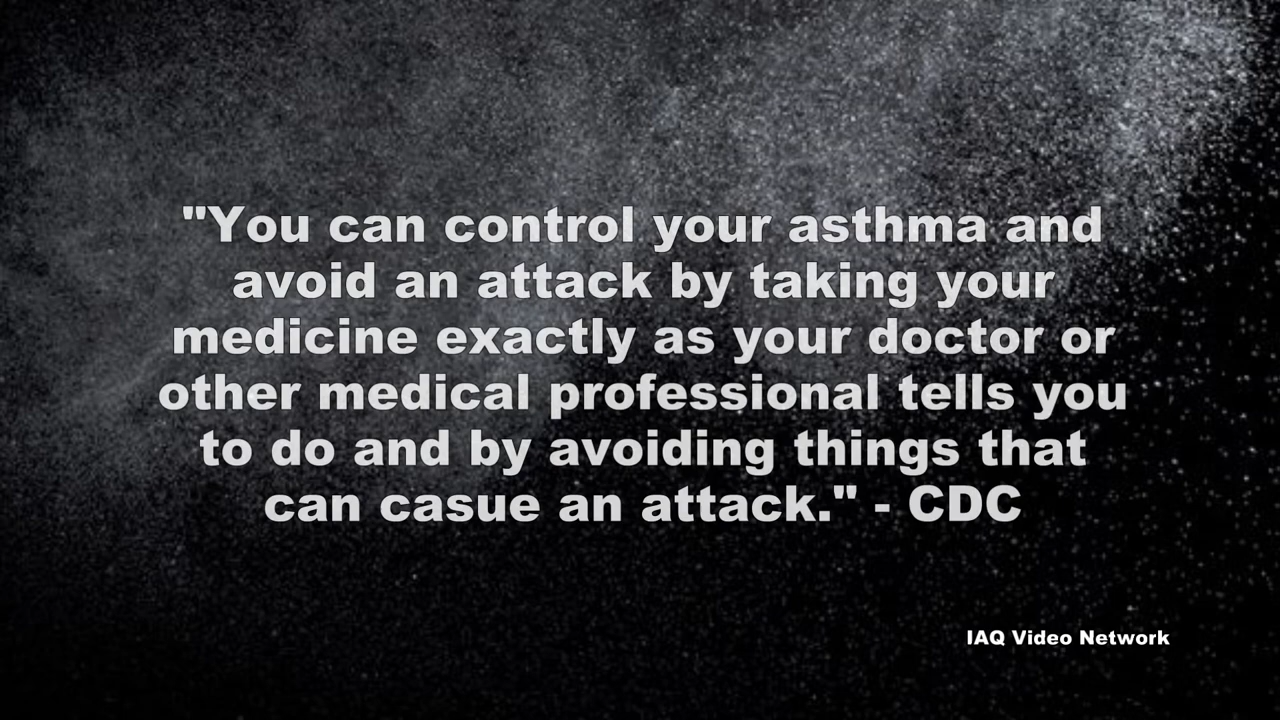 "You can control your asthma and
avoid an attack by taking your
medicine exactly as your doctor or
other medical professional tells you
to do and by avoiding things that
can casue an attack." - CDC
IAQ Video Network